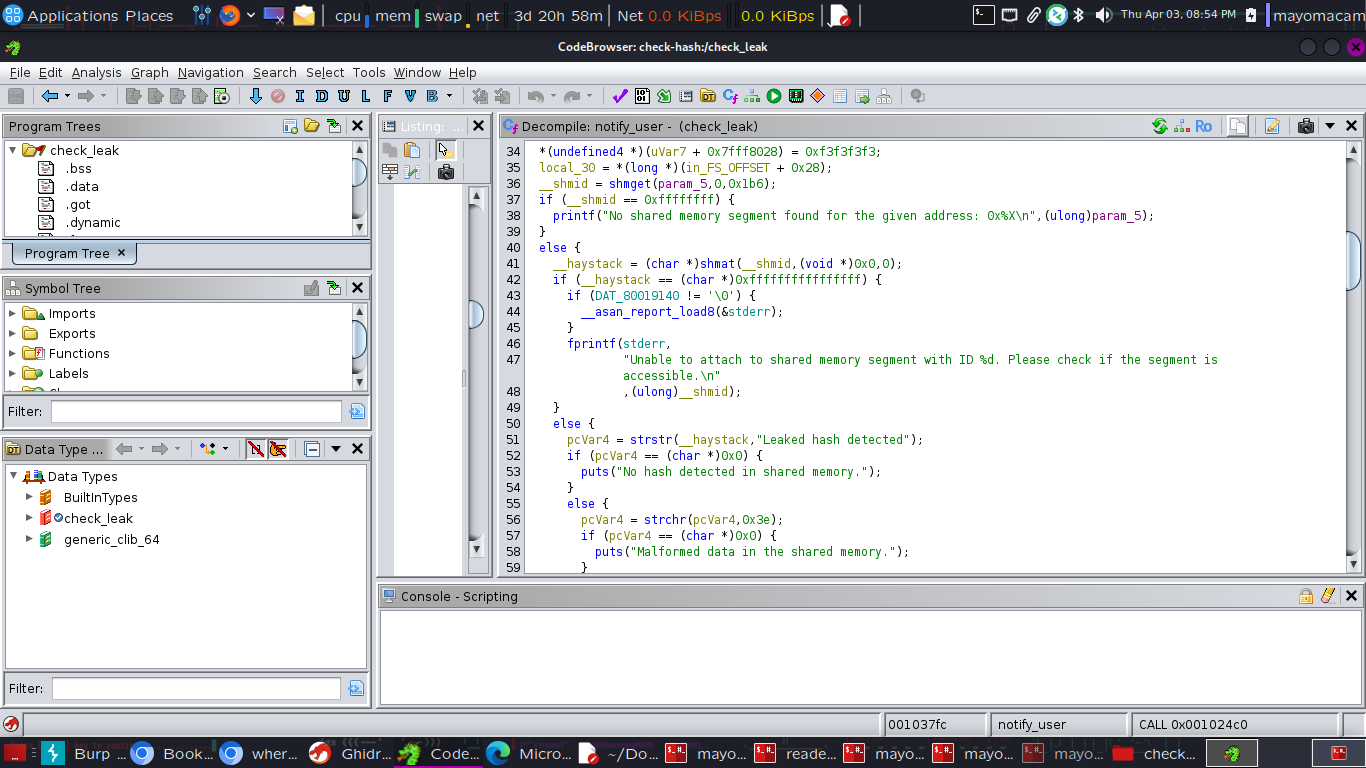 Applications Places cpu mem swap net 3d 20h 58m Net 0.0 KiBps 0.0 KiBps Thu Apr 03, 08:54 PM mayomacam
CodeBrowser: check-hash:/check_leak
File Edit Analysis Graph Navigation Search Select Tools Window Help
I D U L F V B
Program Trees
check_leak
.bss
.data
.got
.dynamic
Program Tree
Symbol Tree
Imports
Exports
Functions
Labels
Filter:
Data Type ...
Data Types
BuiltInTypes
check_leak
generic_clib_64
Filter:
Listing: ...
Decompile: notify_user - (check_leak)
Ro
34 *(undefined4 *)(uVar7 + 0x7fff8028) = 0xf3f3f3f3;
35 local_30 = *(long *)(in_FS_OFFSET + 0x28);
36 __shmid = shmget(param_5,0,0x1b6);
37 if (__shmid == 0xffffffff) {
38 printf("No shared memory segment found for the given address: 0x%X\n",(ulong)param_5);
39 }
40 else {
41 __haystack = (char *)shmat(__shmid,(void *)0x0,0);
42 if (__haystack == (char *)0xffffffffffffffff) {
43 if (DAT_80019140 != '\0') {
44 __asan_report_load8(&stderr);
45 }
46 fprintf(stderr,
47 "Unable to attach to shared memory segment with ID %d. Please check if the segment is
accessible.\n"
48 ,(ulong)__shmid);
49 }
50 else {
51 pcVar4 = strstr(__haystack,"Leaked hash detected");
52 if (pcVar4 == (char *)0x0) {
53 puts("No hash detected in shared memory.");
54 }
55 else {
56 pcVar4 = strchr(pcVar4,0x3e);
57 if (pcVar4 == (char *)0x0) {
58 puts("Malformed data in the shared memory.");
59 }
Console - Scripting
001037fc notify_user CALL 0x001024c0
Burp ... Book... wher... Ghidr... Code... Micro... ~/Do... mayo... reade... mayo... mayo... mayo... check...